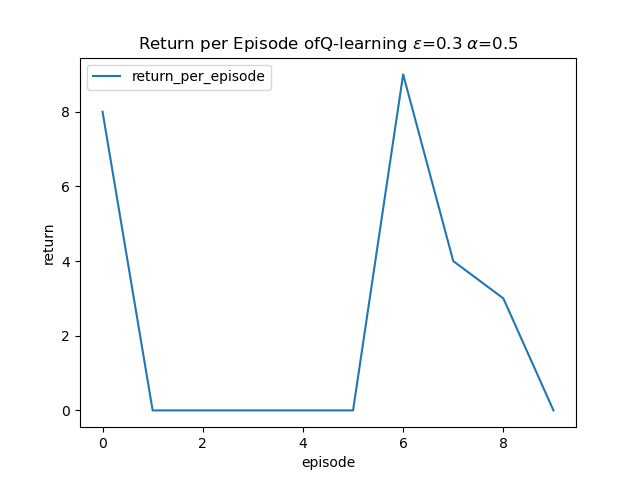 Return per Episode ofQ-learning ε=0.3 α=0.5
return_per_episode
8
6
4
2
0
return
0 2 4 6 8
episode